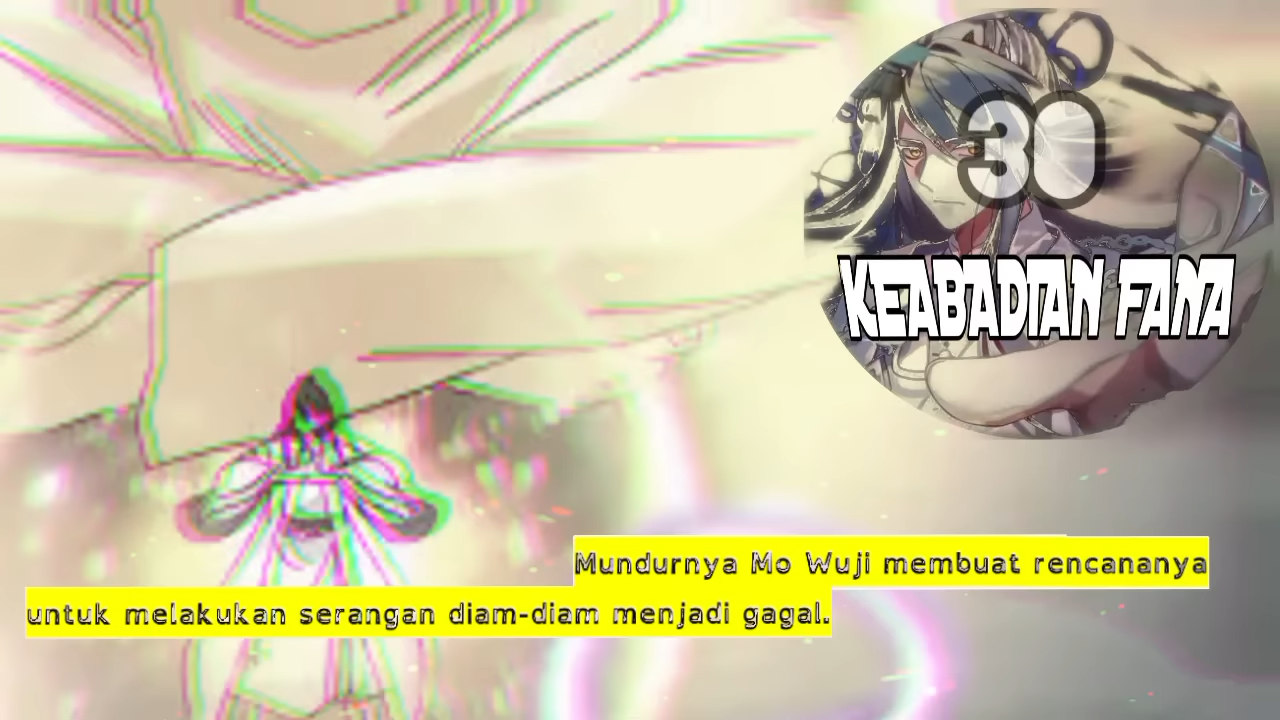 30
KEABADIAN FANA
Mundurnya Mo Wuji membuat rencananya
untuk melakukan serangan diam-diam menjadi gagal.